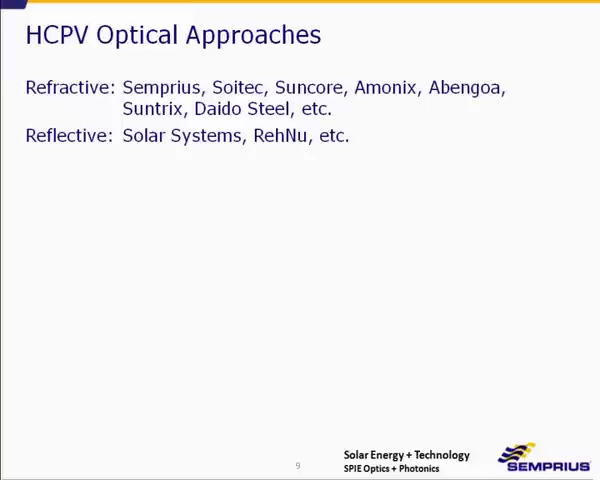 HCPV Optical Approaches
Refractive: Semprius, Soitec, Suncore, Amonix, Abengoa,
Suntrix, Daido Steel, etc.
Reflective: Solar Systems, RehNu, etc.
Solar Energy + Technology
SPIE Optics + Photonics
9
SEMPRIUS